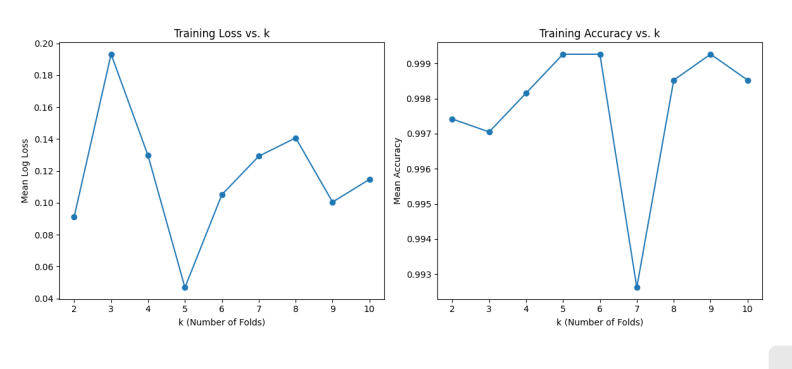 Training Loss vs. k
0.20
0.18
0.16
0.14
0.12
0.10
0.08
0.06
0.04
Mean Log Loss
2 3 4 5 6 7 8 9 10
k (Number of Folds)
Training Accuracy vs. k
0.999
0.998
0.997
0.996
0.995
0.994
0.993
Mean Accuracy
2 3 4 5 6 7 8 9 10
k (Number of Folds)